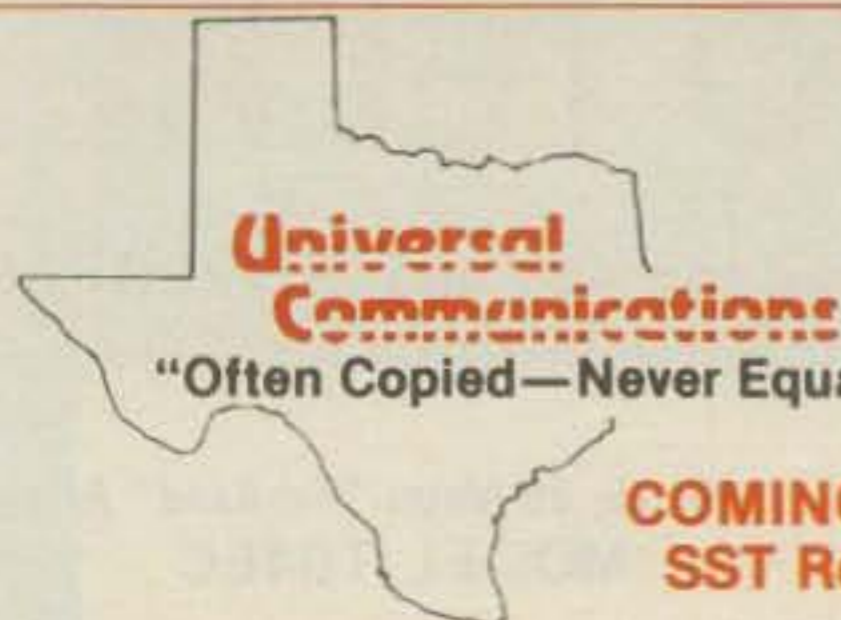 Universal
Communications
“Often Copied—Never Equa
COMING
SST R